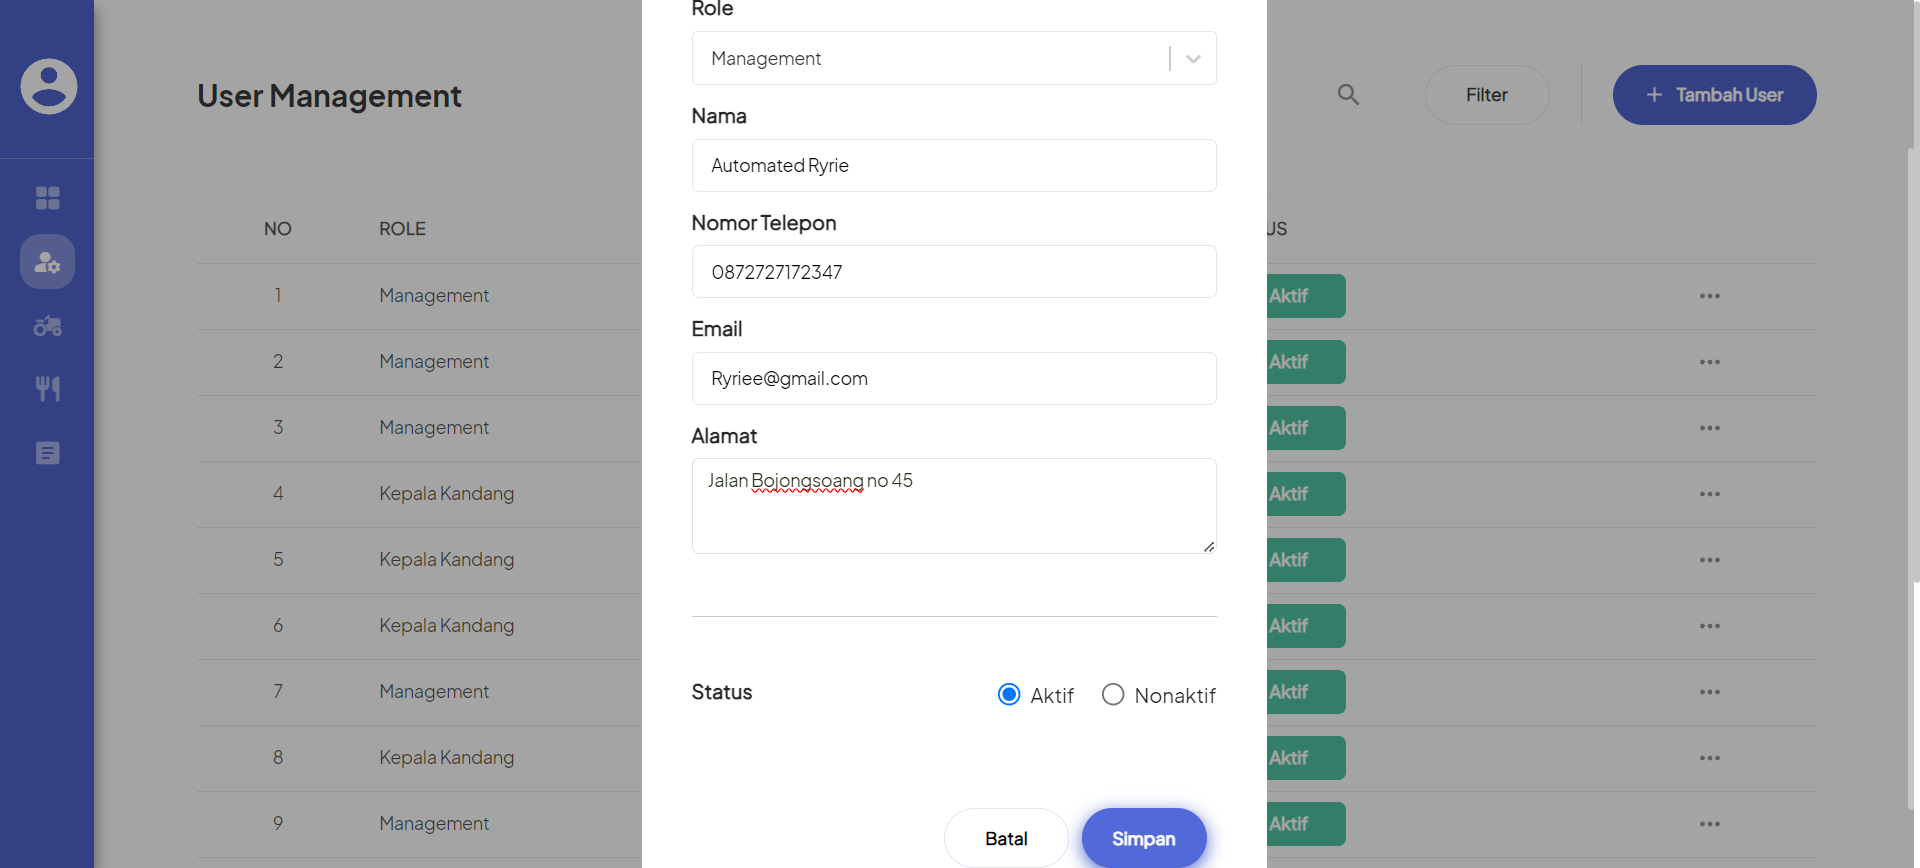 Role
Management
User Management
Filter
+ Tambah User
Nama
Automated Ryrie
Nomor Telepon
0872727172347
Email
Ryriee@gmail.com
Alamat
Jalan Bojongsoang no 45
Status
Aktif
Nonaktif
Batal
Simpan
NO ROLE US
1 Management Aktif
2 Management Aktif
3 Management Aktif
4 Kepala Kandang Aktif
5 Kepala Kandang Aktif
6 Kepala Kandang Aktif
7 Management Aktif
8 Kepala Kandang Aktif
9 Management Aktif